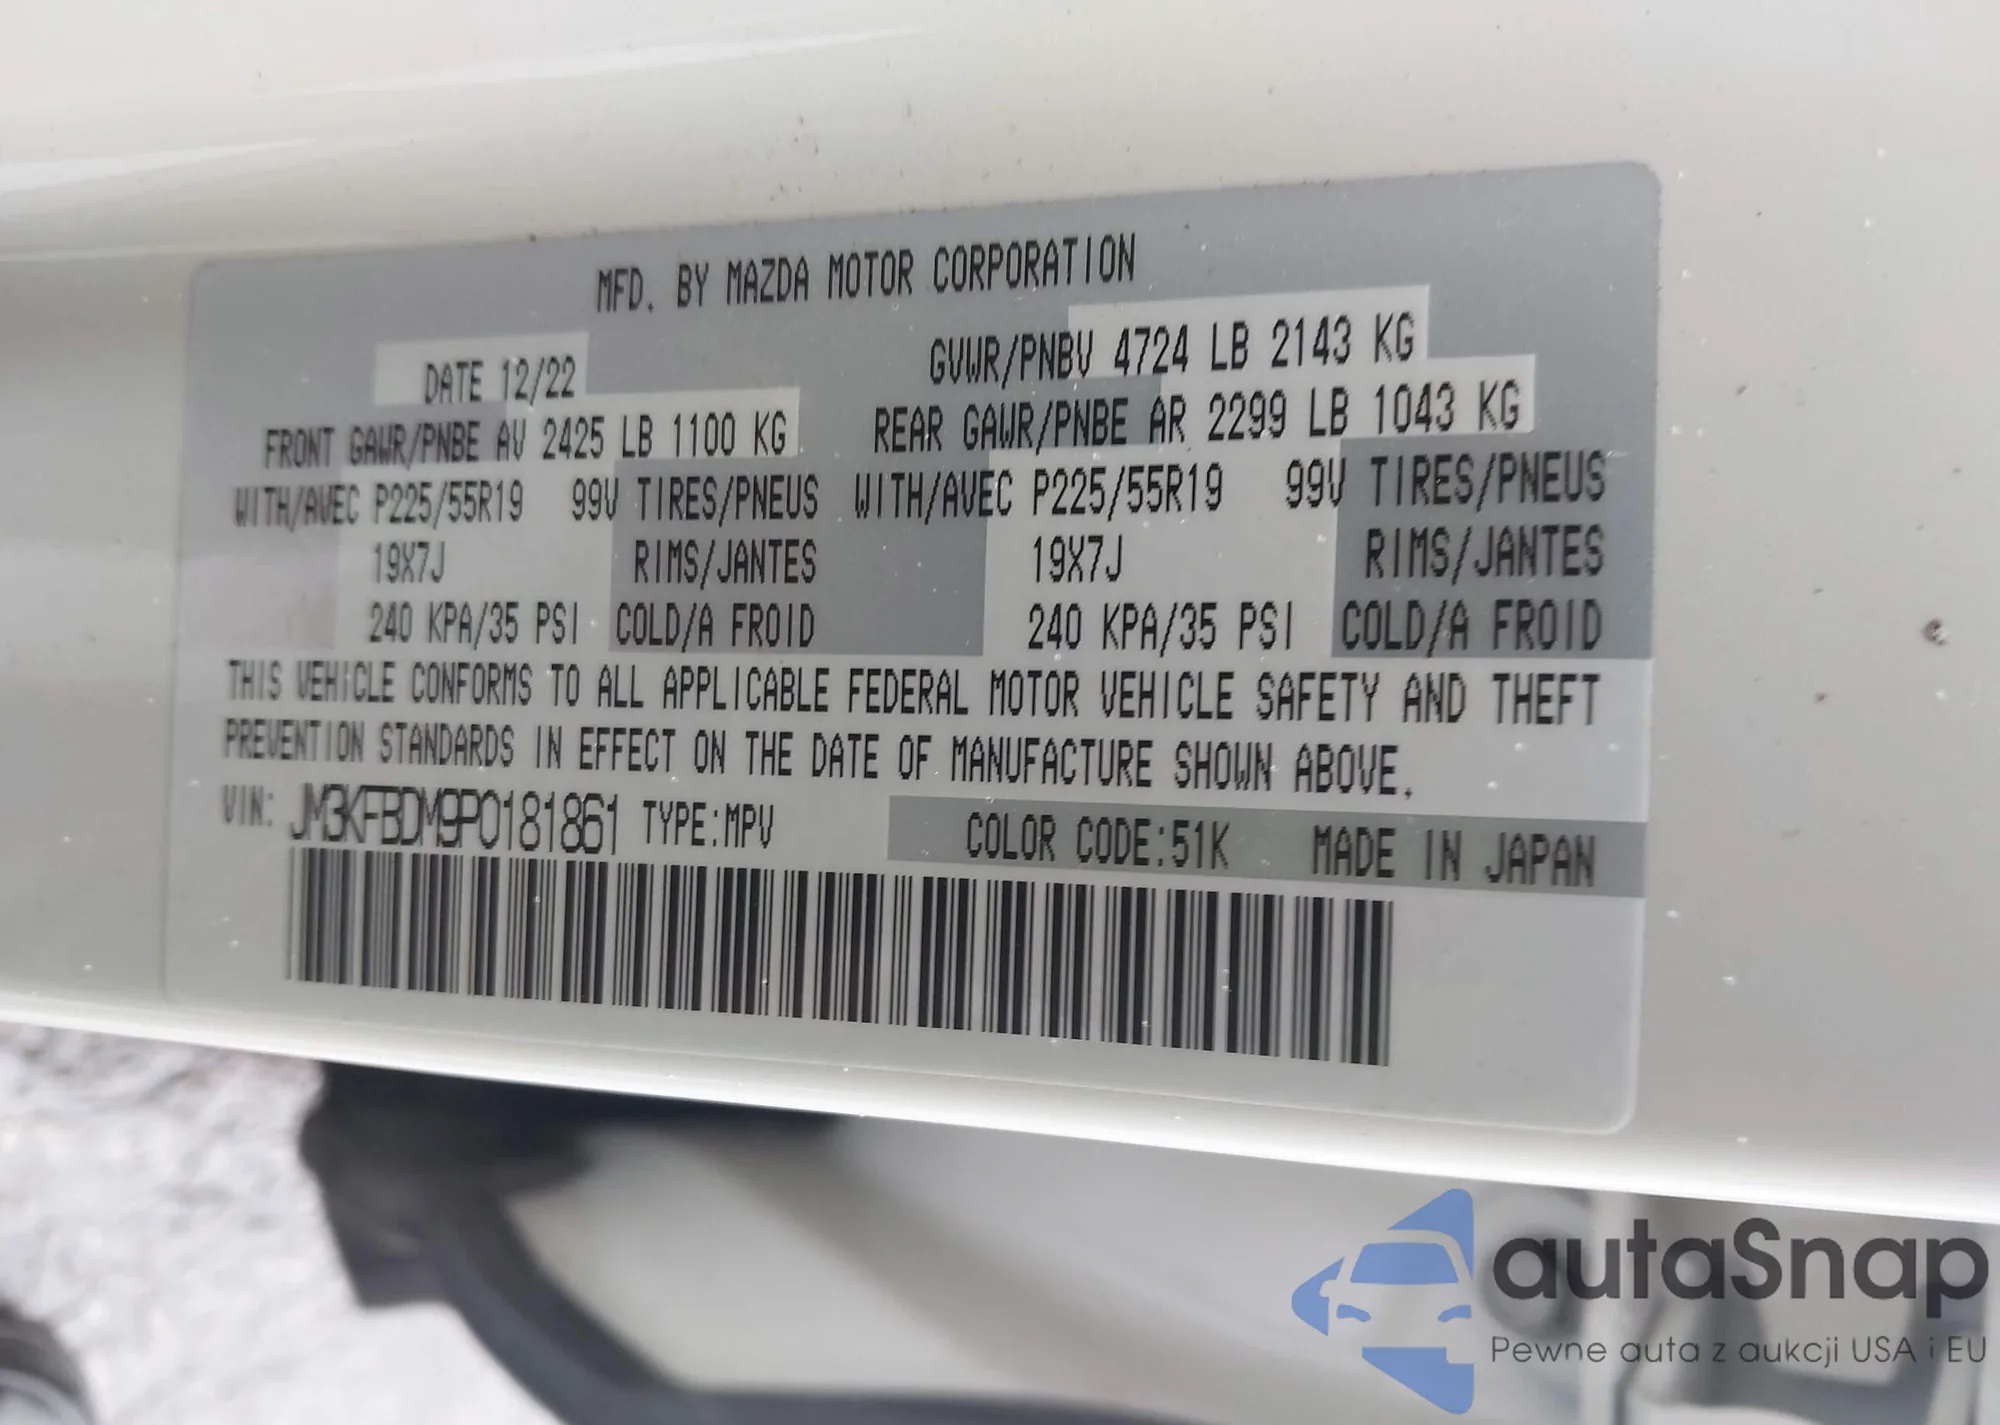 MFD. BY MAZDA MOTOR CORPORATION
DATE 12/22
GVWR/PNBV 4724 LB 2143 KG
FRONT GAWR/PNBE AV 2425 LB 1100 KG
REAR GAWR/PNBE AR 2299 LB 1043 KG
WITH/AVEC P225/55R19 99V TIRES/PNEUS
WITH/AVEC P225/55R19 99V TIRES/PNEUS
19X7J RIMS/JANTES
19X7J RIMS/JANTES
240 KPA/35 PSI COLD/A FROID
240 KPA/35 PSI COLD/A FROID
THIS VEHICLE CONFORMS TO ALL APPLICABLE FEDERAL MOTOR VEHICLE SAFETY AND THEFT
PREVENTION STANDARDS IN EFFECT ON THE DATE OF MANUFACTURE SHOWN ABOVE.
VIN: JM3KFBDM9P0181861 TYPE:MPV COLOR CODE:51K MADE IN JAPAN
autaSnap
Pewne auta z aukcji USA i EU